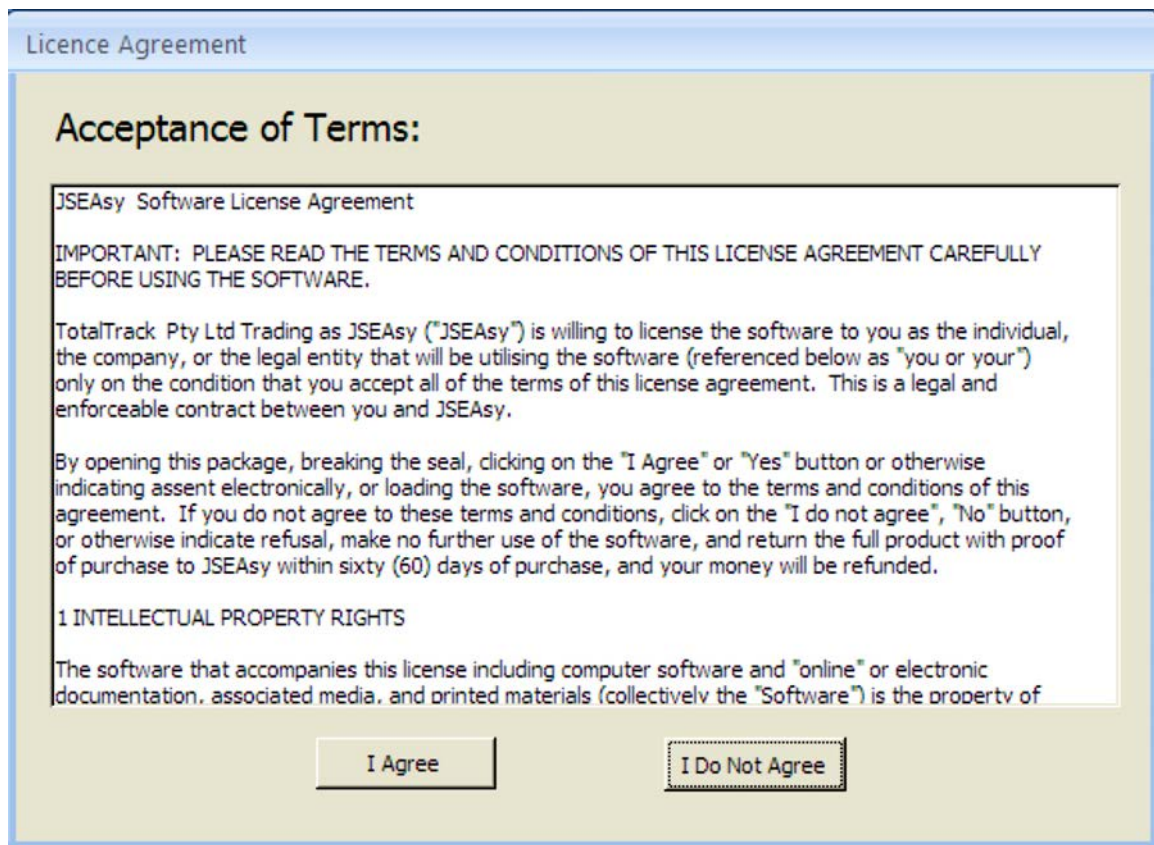 Licence Agreement
Acceptance of Terms:
JSEAsy Software License Agreement
IMPORTANT: PLEASE READ THE TERMS AND CONDITIONS OF THIS LICENSE AGREEMENT CAREFULLY
BEFORE USING THE SOFTWARE.
TotalTrack Pty Ltd Trading as JSEAsy ("JSEAsy") is willing to license the software to you as the individual,
the company, or the legal entity that will be utilising the software (referenced below as "you or your")
only on the condition that you accept all of the terms of this license agreement. This is a legal and
enforceable contract between you and JSEAsy.
By opening this package, breaking the seal, clicking on the "I Agree" or "Yes" button or otherwise
indicating assent electronically, or loading the software, you agree to the terms and conditions of this
agreement. If you do not agree to these terms and conditions, click on the "I do not agree", "No" button,
or otherwise indicate refusal, make no further use of the software, and return the full product with proof
of purchase to JSEAsy within sixty (60) days of purchase, and your money will be refunded.
1 INTELLECTUAL PROPERTY RIGHTS
The software that accompanies this license including computer software and "online" or electronic
documentation, associated media, and printed materials (collectively the "Software") is the property of
I Agree
I Do Not Agree